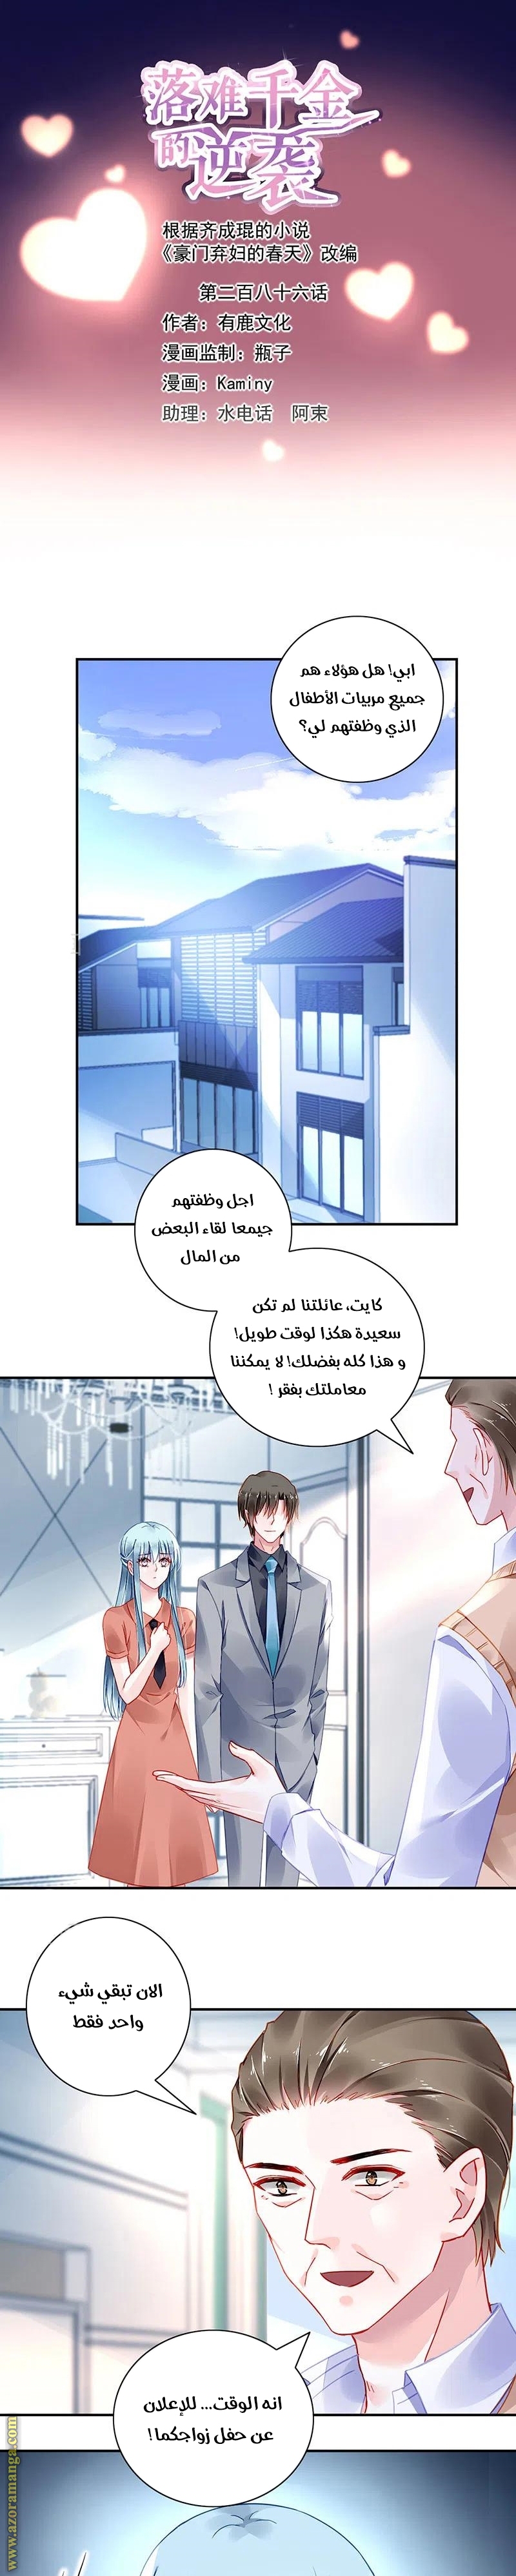 落难千金
的逆袭
根据齐成琨的小说
《豪门弃妇的春天》改编
第二百八十六话
作者：有鹿文化
漫画监制：瓶子
漫画：Kaminy
助理：水电话 阿束
ابي! هل هؤلاء هم
جميع مربيات الأطفال
الذي وظفتهم لي؟
اجل وظفتهم
جيمعا لقاء البعض
من المال
كايت، عائلتنا لم تكن
سعيدة هكذا لوقت طويل!
و هذا كله بفضلك! لا يمكننا
معاملتك بفقر !
الان تبقي شيء
واحد فقط
انه الوقت... للإعلان
عن حفل زواجكما!
www.azoramanga.com